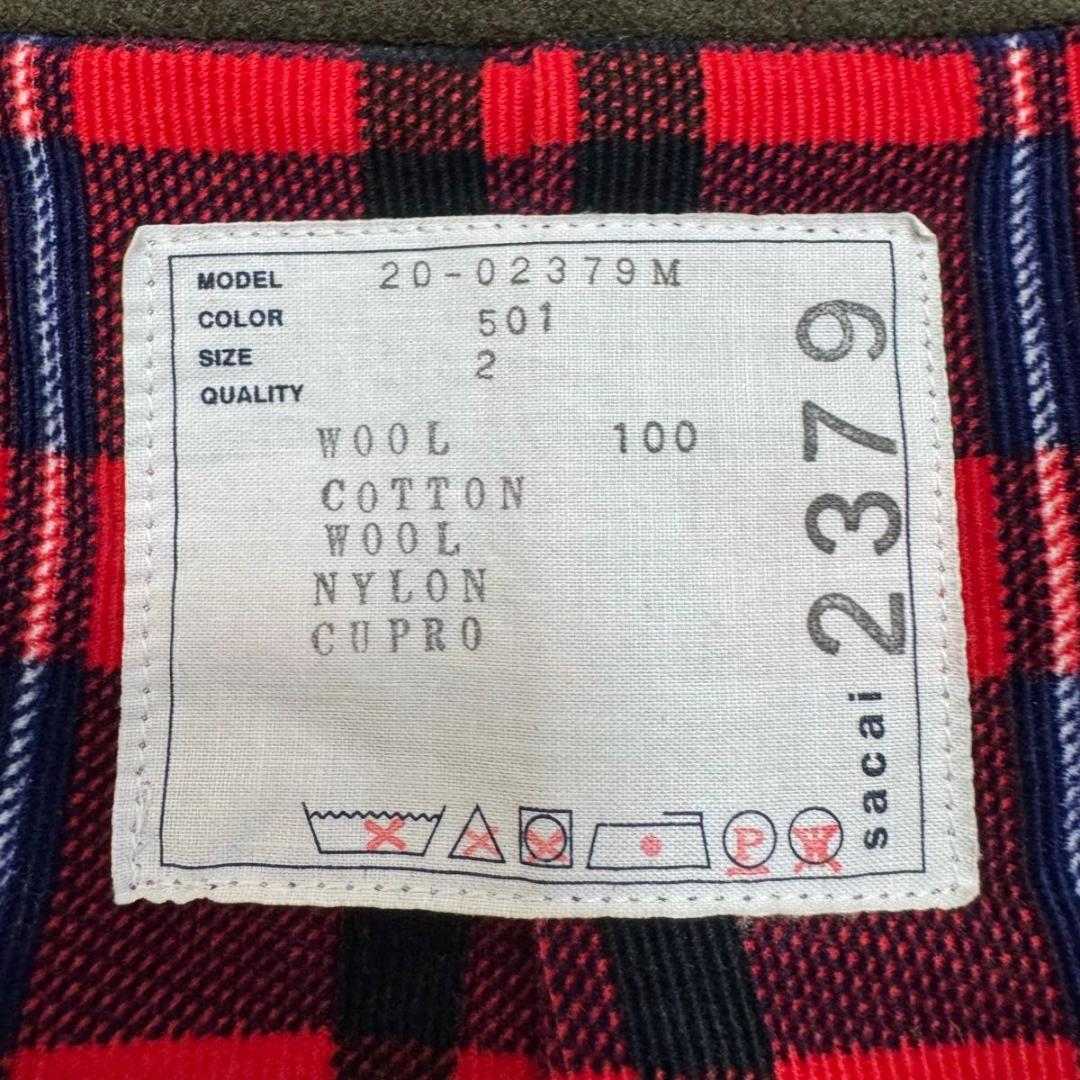 MODEL 20-02379M
COLOR 501
SIZE 2
QUALITY
WOOL 100
COTTON
WOOL
NYLON
CUPRO
sacai 2379
P W